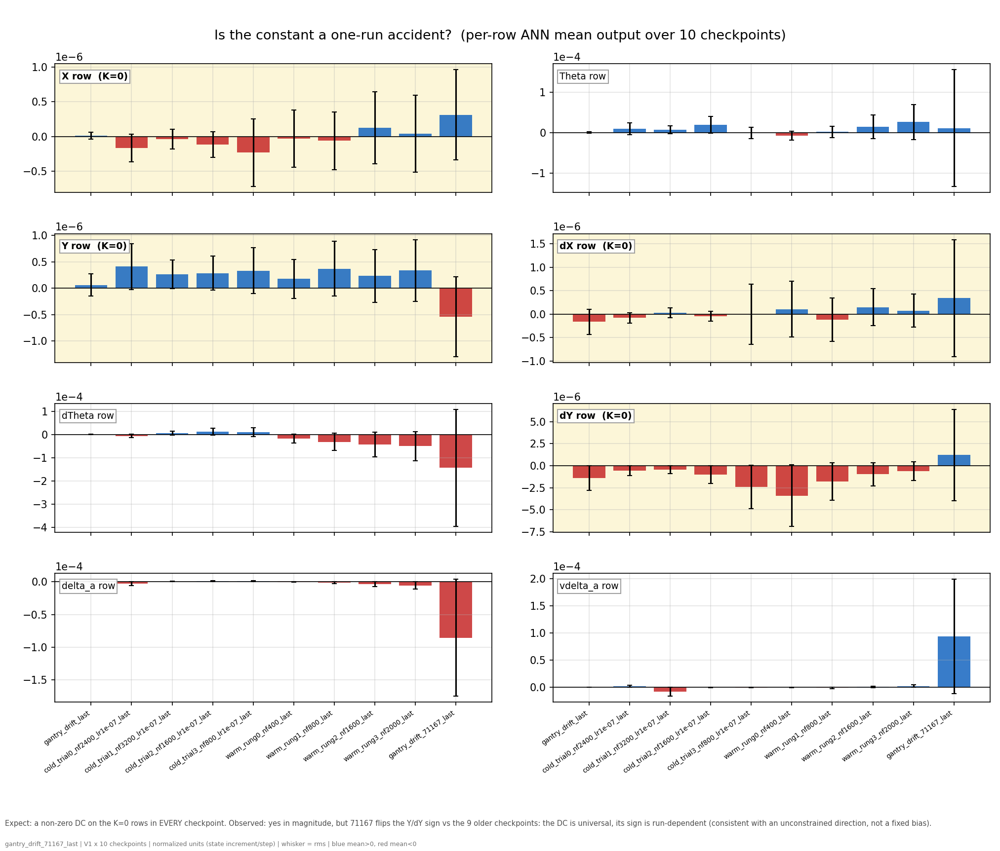 Is the constant a one-run accident?  (per-row ANN mean output over 10 checkpoints)
1e−6
1.0
0.5
0.0
−0.5
X row  (K=0)
1e−4
1
0
−1
Theta row
1e−6
1.0
0.5
0.0
−0.5
−1.0
Y row  (K=0)
1e−6
1.5
1.0
0.5
0.0
−0.5
−1.0
dX row  (K=0)
1e−4
1
0
−1
−2
−3
−4
dTheta row
1e−6
5.0
2.5
0.0
−2.5
−5.0
−7.5
dY row  (K=0)
1e−4
0.0
−0.5
−1.0
−1.5
delta_a row
1e−4
2.0
1.5
1.0
0.5
0.0
vdelta_a row
gantry_drift_last
cold_trial0_nf2400_lr1e-07_last
cold_trial1_nf3200_lr1e-07_last
cold_trial2_nf1600_lr1e-07_last
cold_trial3_nf800_lr1e-07_last
warm_rung0_nf400_last
warm_rung1_nf800_last
warm_rung2_nf1600_last
warm_rung3_nf2000_last
gantry_drift_71167_last
gantry_drift_last
cold_trial0_nf2400_lr1e-07_last
cold_trial1_nf3200_lr1e-07_last
cold_trial2_nf1600_lr1e-07_last
cold_trial3_nf800_lr1e-07_last
warm_rung0_nf400_last
warm_rung1_nf800_last
warm_rung2_nf1600_last
warm_rung3_nf2000_last
gantry_drift_71167_last
Expect: a non-zero DC on the K=0 rows in EVERY checkpoint. Observed: yes in magnitude, but 71167 flips the Y/dY sign vs the 9 older checkpoints: the DC is universal, its sign is run-dependent (consistent with an unconstrained direction, not a fixed bias).
gantry_drift_71167_last | V1 x 10 checkpoints | normalized units (state increment/step) | whisker = rms | blue mean>0, red mean<0